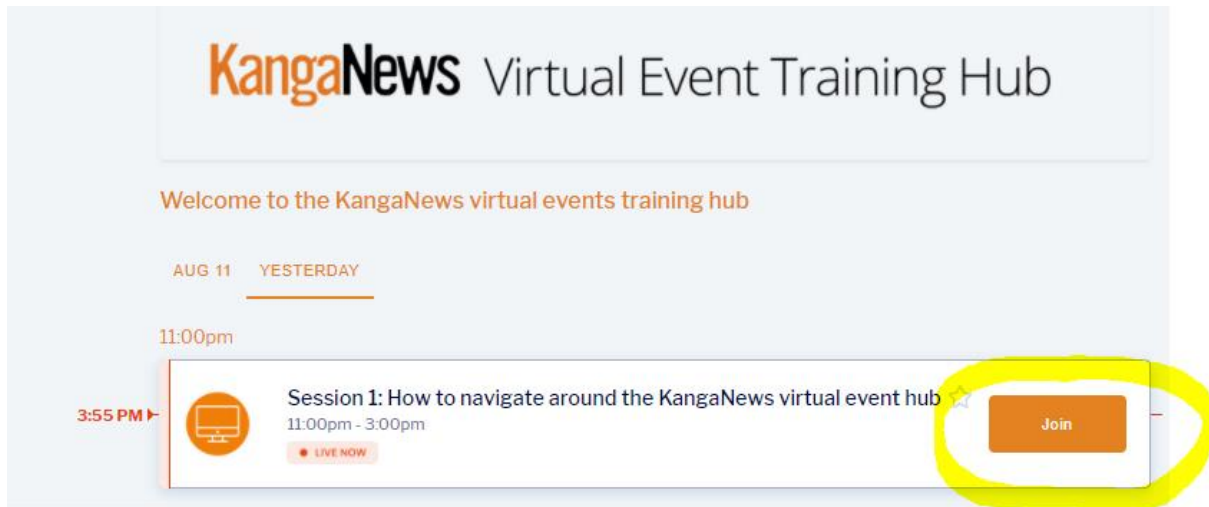 KangaNews Virtual Event Training Hub
Welcome to the KangaNews virtual events training hub
AUG 11 YESTERDAY
11:00pm
Session 1: How to navigate around the KangaNews virtual event hub
3:55 PM
11:00pm - 3:00pm
Join
LIVE NOW